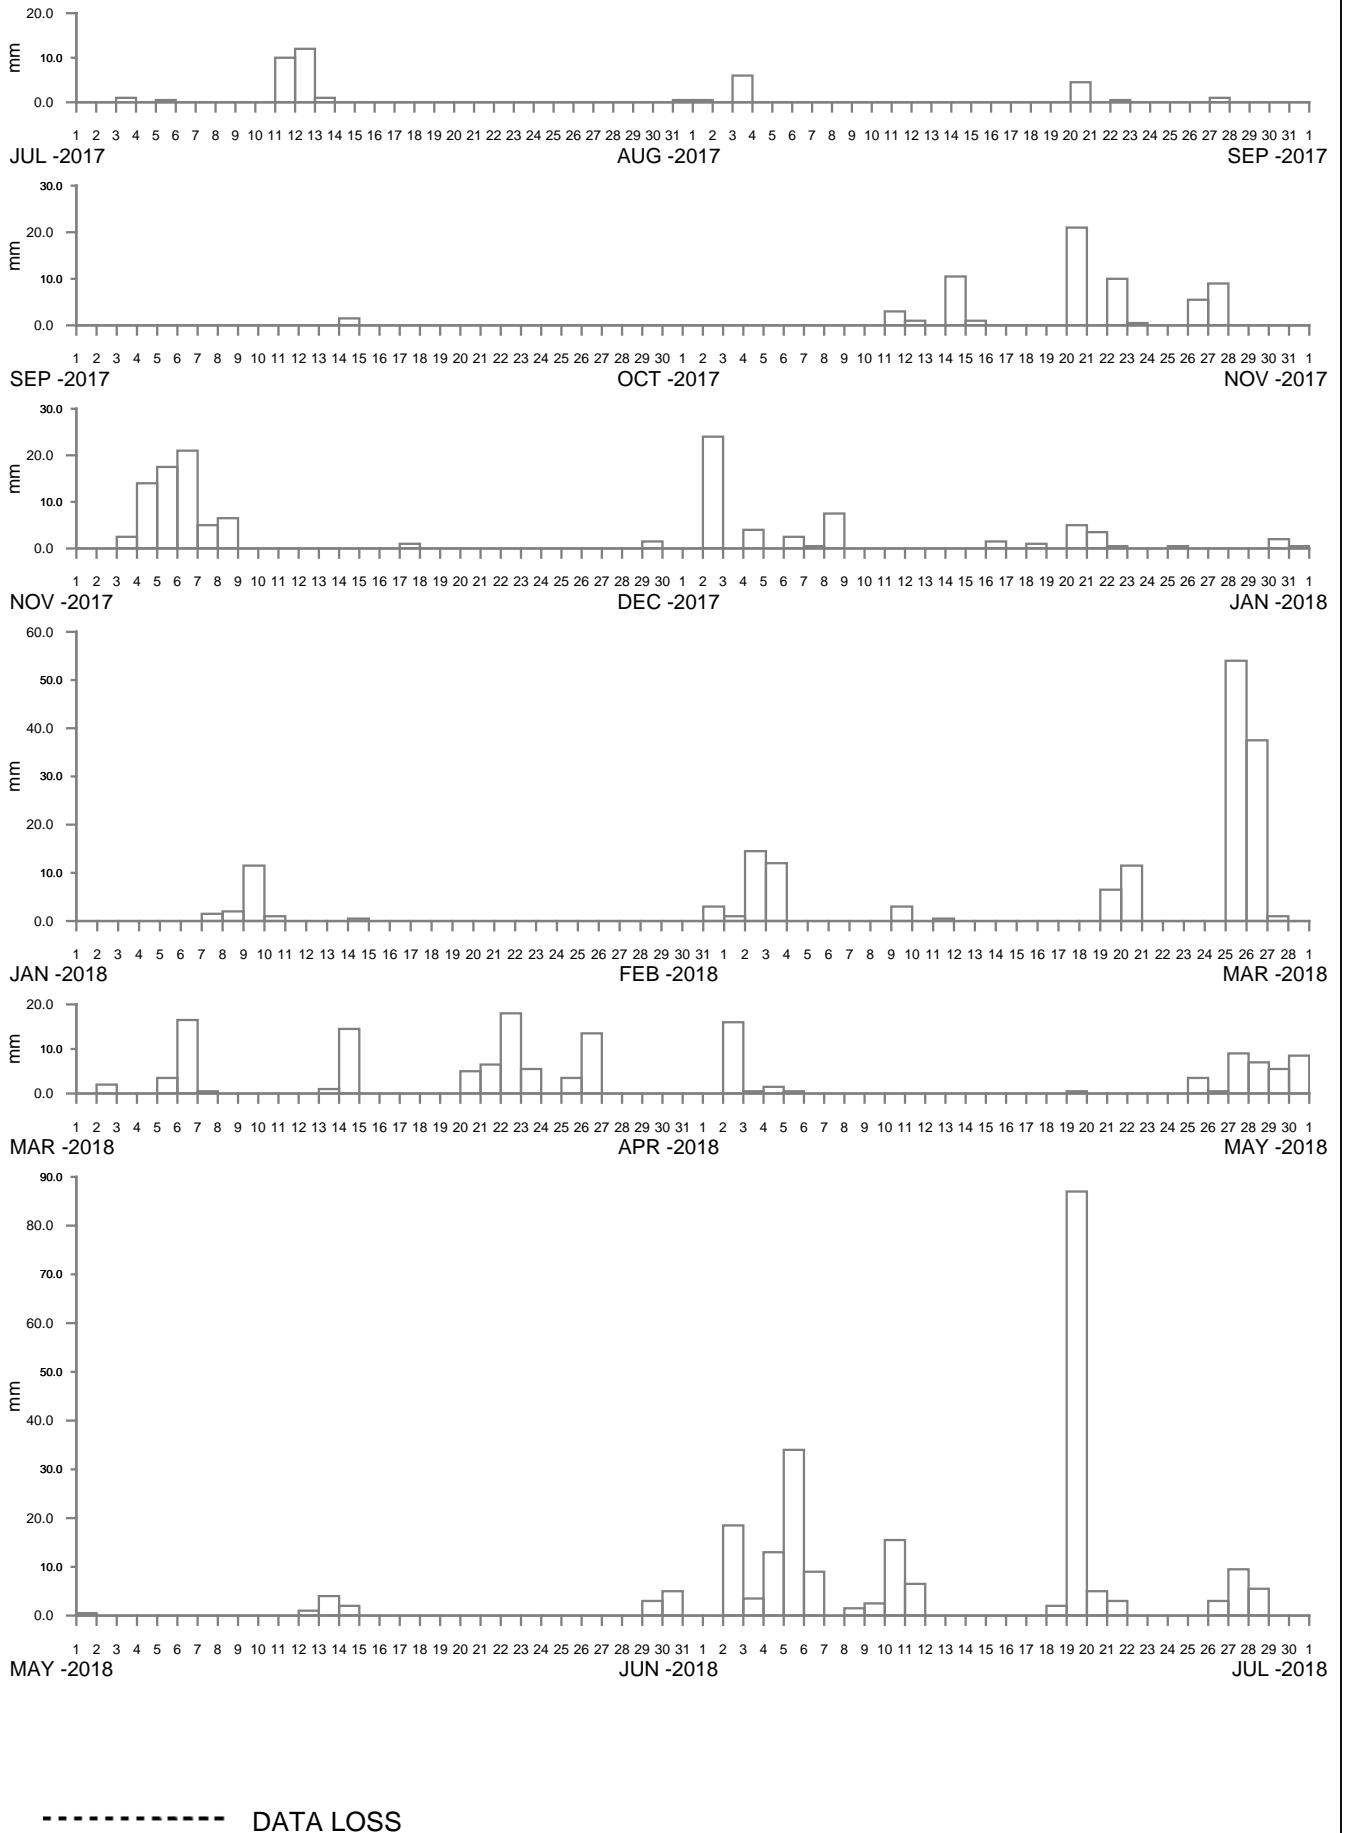 20.0
mm
10.0
0.0
1 2 3 4 5 6 7 8 9 10 11 12 13 14 15 16 17 18 19 20 21 22 23 24 25 26 27 28 29 30 31 1 2 3 4 5 6 7 8 9 10 11 12 13 14 15 16 17 18 19 20 21 22 23 24 25 26 27 28 29 30 31 1
JUL -2017 AUG -2017 SEP -2017
30.0
20.0
mm
10.0
0.0
1 2 3 4 5 6 7 8 9 10 11 12 13 14 15 16 17 18 19 20 21 22 23 24 25 26 27 28 29 30 1 2 3 4 5 6 7 8 9 10 11 12 13 14 15 16 17 18 19 20 21 22 23 24 25 26 27 28 29 30 31 1
SEP -2017 OCT -2017 NOV -2017
30.0
20.0
mm
10.0
0.0
1 2 3 4 5 6 7 8 9 10 11 12 13 14 15 16 17 18 19 20 21 22 23 24 25 26 27 28 29 30 1 2 3 4 5 6 7 8 9 10 11 12 13 14 15 16 17 18 19 20 21 22 23 24 25 26 27 28 29 30 31 1
NOV -2017 DEC -2017 JAN -2018
60.0
50.0
40.0
mm
30.0
20.0
10.0
0.0
1 2 3 4 5 6 7 8 9 10 11 12 13 14 15 16 17 18 19 20 21 22 23 24 25 26 27 28 29 30 31 1 2 3 4 5 6 7 8 9 10 11 12 13 14 15 16 17 18 19 20 21 22 23 24 25 26 27 28 1
JAN -2018 FEB -2018 MAR -2018
20.0
mm
10.0
0.0
1 2 3 4 5 6 7 8 9 10 11 12 13 14 15 16 17 18 19 20 21 22 23 24 25 26 27 28 29 30 31 1 2 3 4 5 6 7 8 9 10 11 12 13 14 15 16 17 18 19 20 21 22 23 24 25 26 27 28 29 30 1
MAR -2018 APR -2018 MAY -2018
90.0
80.0
70.0
60.0
50.0
mm
40.0
30.0
20.0
10.0
0.0
1 2 3 4 5 6 7 8 9 10 11 12 13 14 15 16 17 18 19 20 21 22 23 24 25 26 27 28 29 30 31 1 2 3 4 5 6 7 8 9 10 11 12 13 14 15 16 17 18 19 20 21 22 23 24 25 26 27 28 29 30 1
MAY -2018 JUN -2018 JUL -2018
DATA LOSS